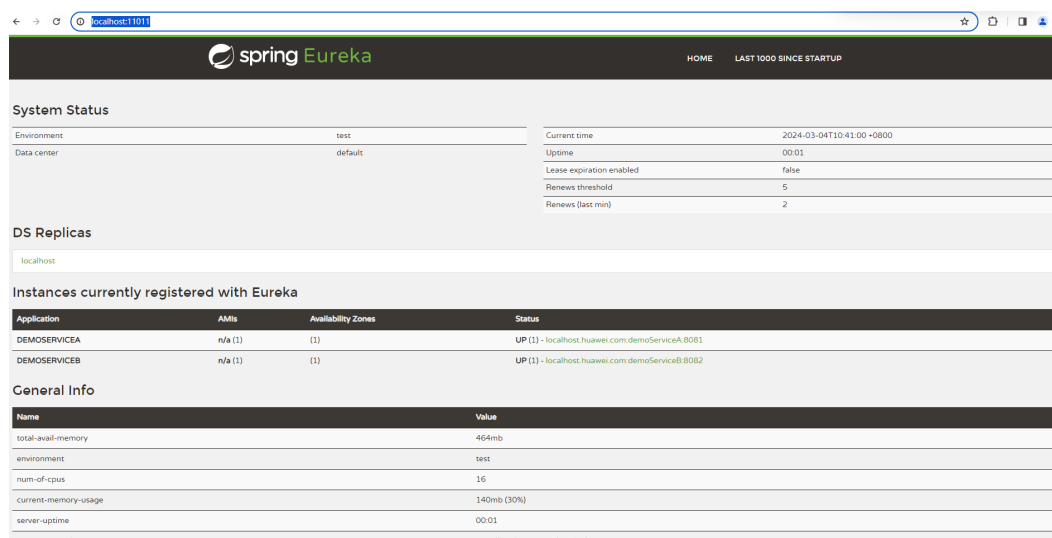 localhost:11011
spring Eureka
HOME LAST 1000 SINCE STARTUP
System Status
Environment test
Data center default
Current time 2024-03-04T10:41:00 +0800
Uptime 00:01
Lease expiration enabled false
Renews threshold 5
Renews (last min) 2
DS Replicas
localhost
Instances currently registered with Eureka
Application AMIs Availability Zones Status
DEMOSERVICEA n/a (1) (1) UP (1) - localhost.huawei.com:demoServiceA:8081
DEMOSERVICEB n/a (1) (1) UP (1) - localhost.huawei.com:demoServiceB:8082
General Info
Name Value
total-avail-memory 464mb
environment test
num-of-cpus 16
current-memory-usage 140mb (30%)
server-uptime 00:01